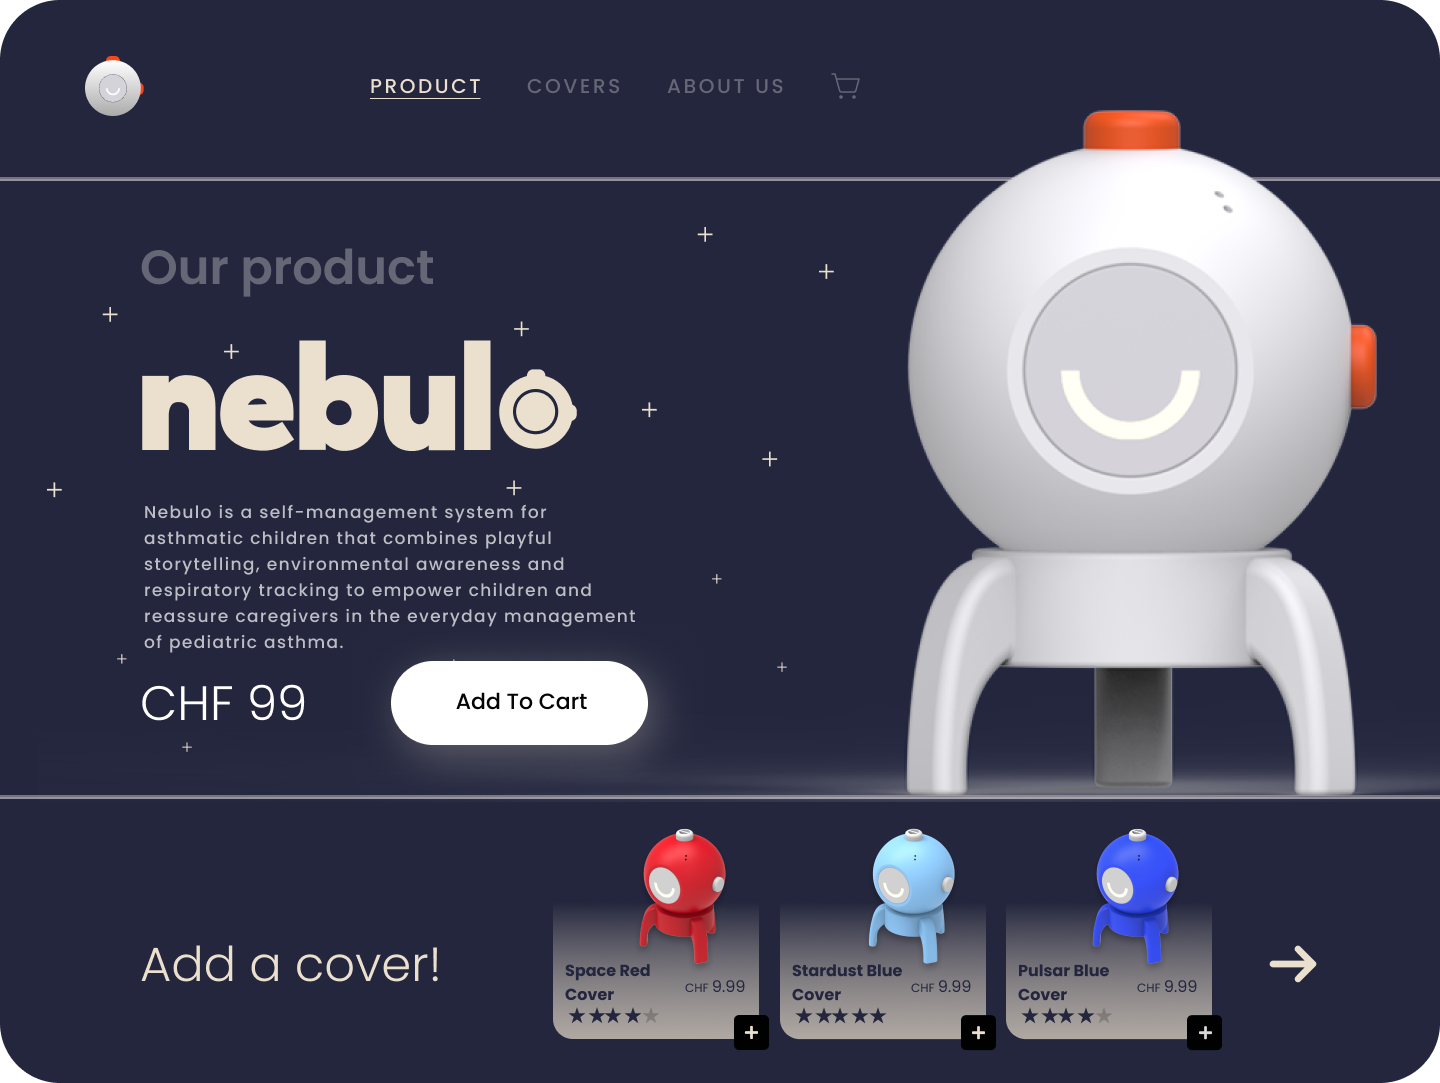 PRODUCT COVERS ABOUT US
Our product
nebulo
Nebulo is a self-management system for
asthmatic children that combines playful
storytelling, environmental awareness and
respiratory tracking to empower children and
reassure caregivers in the everyday management
of pediatric asthma.
CHF 99
Add To Cart
Add a cover!
Space Red
Cover
CHF 9.99
Stardust Blue
Cover
CHF 9.99
Pulsar Blue
Cover
CHF 9.99